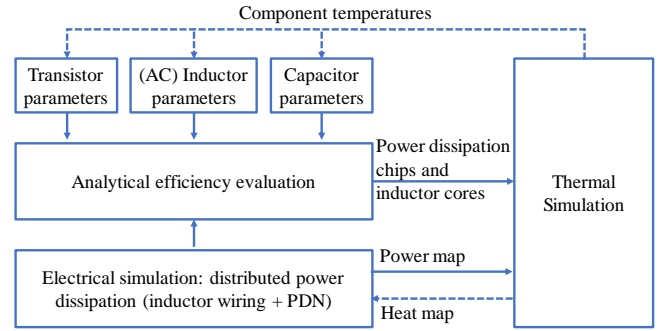 Component temperatures
Transistor
parameters
(AC) Inductor
parameters
Capacitor
parameters
Analytical efficiency evaluation
Power dissipation
chips and
inductor cores
Thermal
Simulation
Electrical simulation: distributed power
dissipation (inductor wiring + PDN)
Power map
Heat map